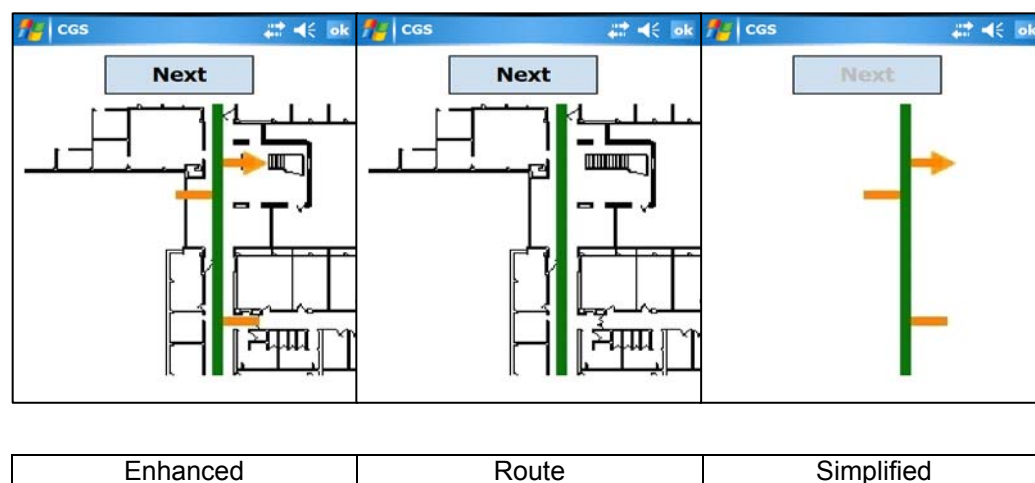 CGS ok CGS ok CGS ok
Next Next Next
Enhanced Route Simplified